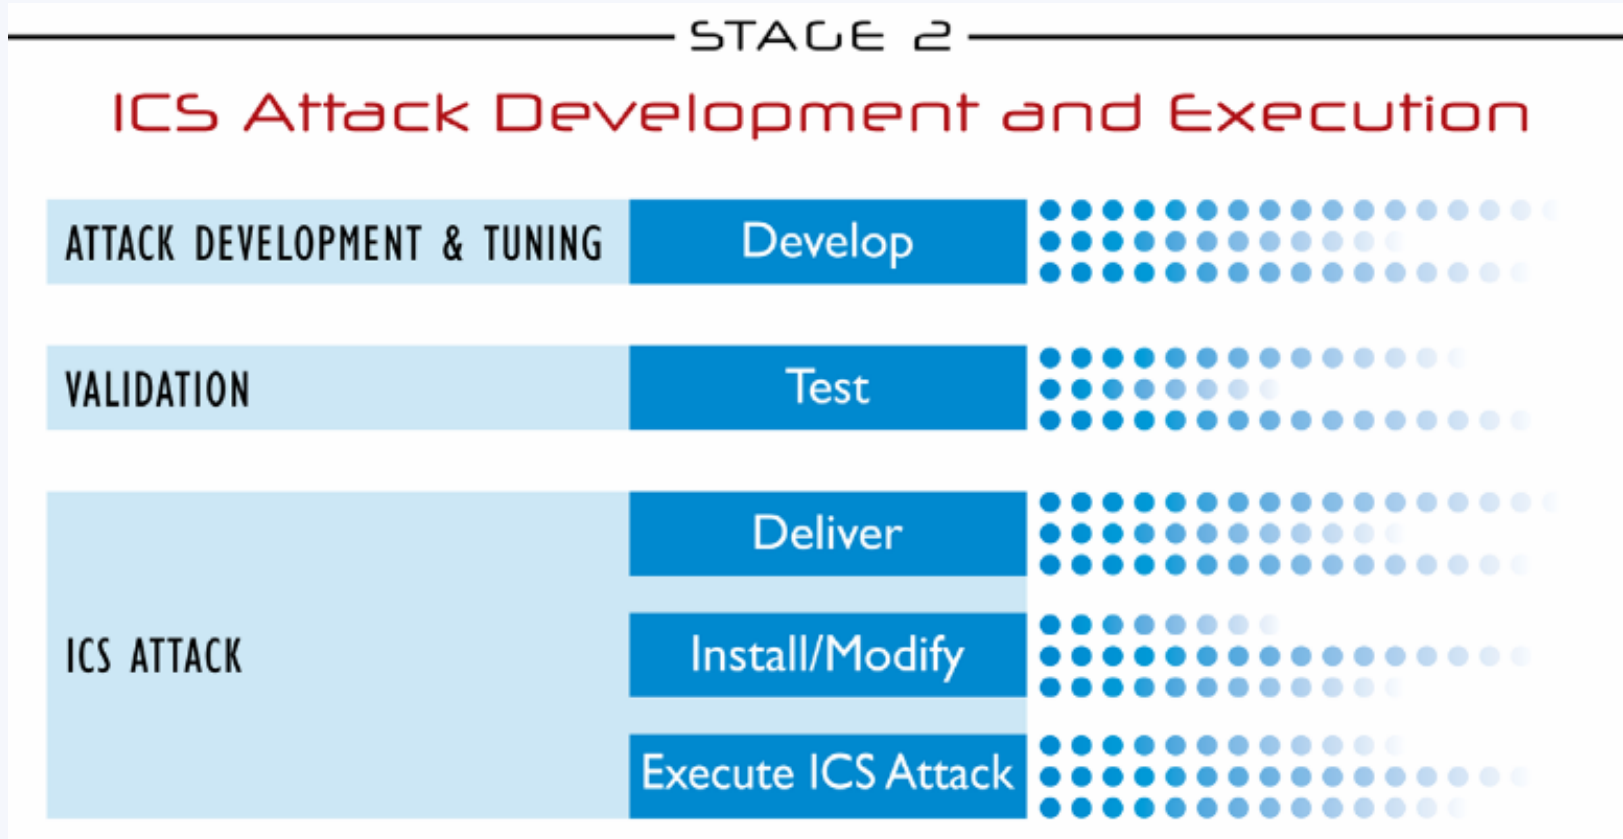 STAGE 2
ICS Attack Development and Execution
ATTACK DEVELOPMENT & TUNING
Develop
VALIDATION
Test
ICS ATTACK
Deliver
Install/Modify
Execute ICS Attack